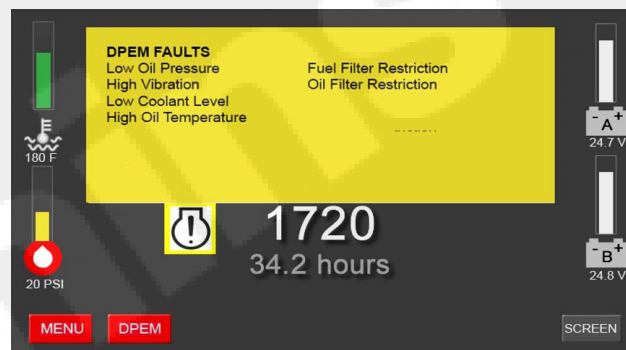 DPEM FAULTS
Low Oil Pressure
High Vibration
Low Coolant Level
High Oil Temperature
Fuel Filter Restriction
Oil Filter Restriction
180 F
20 PSI
1720
34.2 hours
- A +
24.7 V
- B +
24.8 V
MENU
DPEM
SCREEN